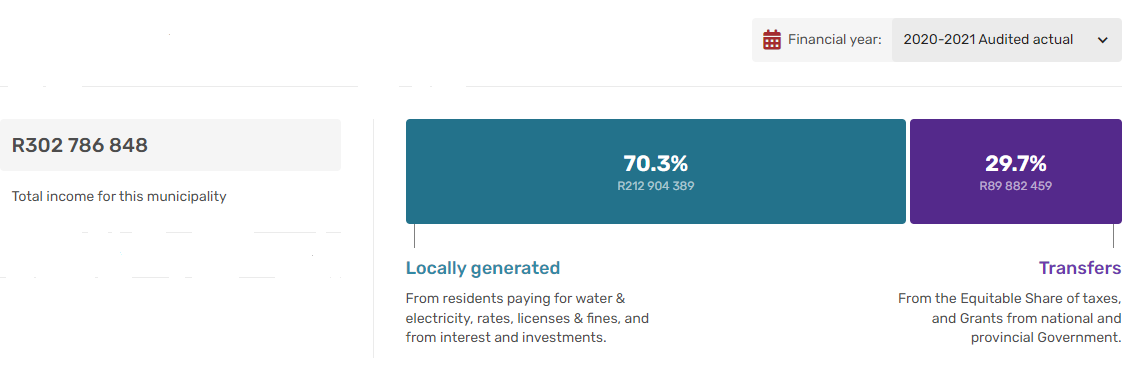 Financial year: 2020-2021 Audited actual
R302 786 848
Total income for this municipality
70.3%
R212 904 389
29.7%
R89 882 459
Locally generated
From residents paying for water &
electricity, rates, licenses & fines, and
from interest and investments.
Transfers
From the Equitable Share of taxes,
and Grants from national and
provincial Government.